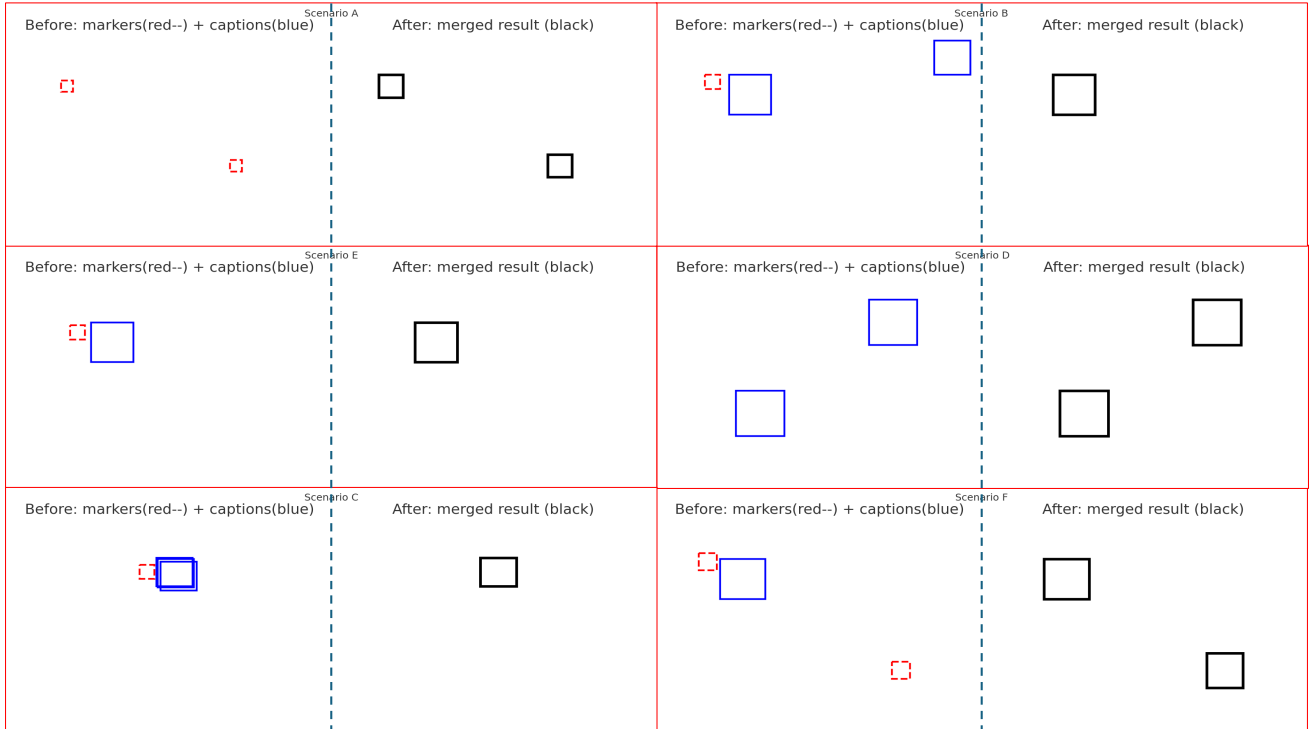 Scenario A
Before: markers(red--) + captions(blue)
After: merged result (black)
Scenario B
Before: markers(red--) + captions(blue)
After: merged result (black)
Scenario E
Before: markers(red--) + captions(blue)
After: merged result (black)
Scenario D
Before: markers(red--) + captions(blue)
After: merged result (black)
Scenario C
Before: markers(red--) + captions(blue)
After: merged result (black)
Scenario F
Before: markers(red--) + captions(blue)
After: merged result (black)